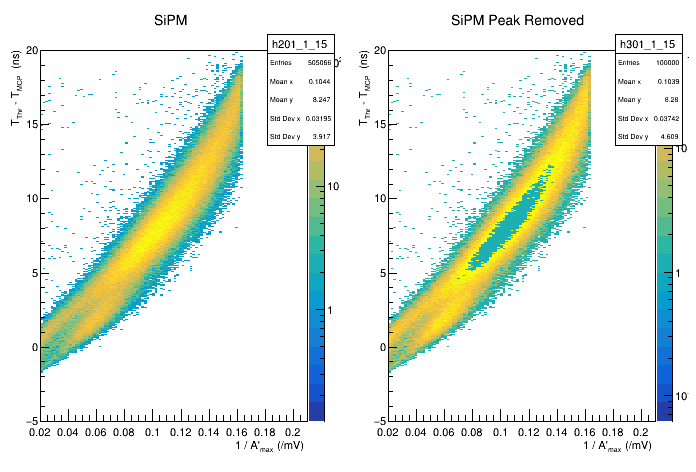 SiPM
h201_1_15
Entries 505066
Mean x 0.1044
Mean y 8.247
Std Dev x 0.03195
Std Dev y 3.917
T_Thr - T_MCP (ns)
20
15
10
5
0
−5
0.02 0.04 0.06 0.08 0.1 0.12 0.14 0.16 0.18 0.2
1 / A'_max (/mV)
10
1
SiPM Peak Removed
h301_1_15
Entries 100000
Mean x 0.1039
Mean y 8.28
Std Dev x 0.03742
Std Dev y 4.609
T_Thr - T_MCP (ns)
20
15
10
5
0
−5
0.02 0.04 0.06 0.08 0.1 0.12 0.14 0.16 0.18 0.2
1 / A'_max (/mV)
10
1
10